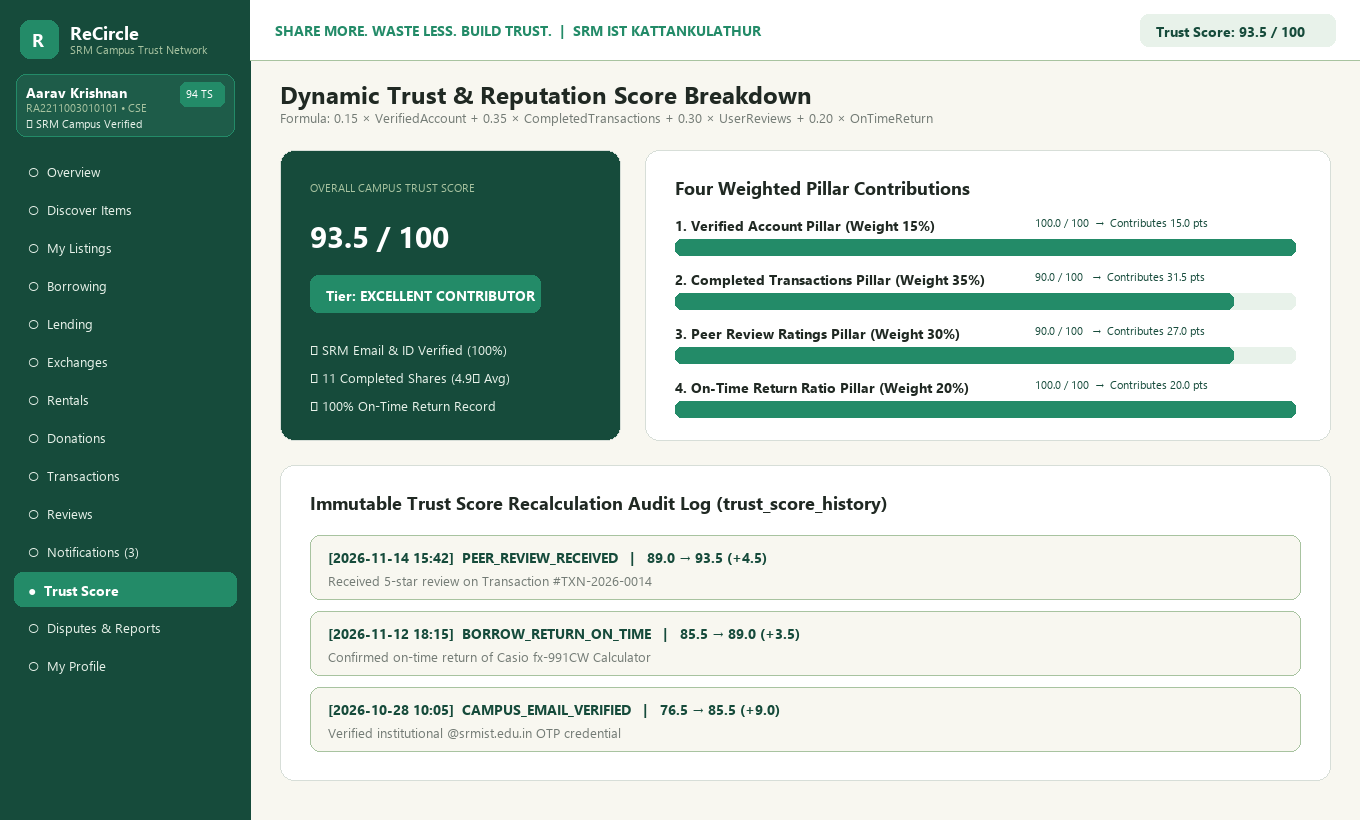 R
ReCircle
SRM Campus Trust Network
Aarav Krishnan
94 TS
RA2211003010101 • CSE
SRM Campus Verified
Overview
Discover Items
My Listings
Borrowing
Lending
Exchanges
Rentals
Donations
Transactions
Reviews
Notifications (3)
Trust Score
Disputes & Reports
My Profile
SHARE MORE. WASTE LESS. BUILD TRUST. | SRM IST KATTANKULATHUR
Trust Score: 93.5 / 100
Dynamic Trust & Reputation Score Breakdown
Formula: 0.15 × VerifiedAccount + 0.35 × CompletedTransactions + 0.30 × UserReviews + 0.20 × OnTimeReturn
OVERALL CAMPUS TRUST SCORE
93.5 / 100
Tier: EXCELLENT CONTRIBUTOR
SRM Email & ID Verified (100%)
11 Completed Shares (4.9 Avg)
100% On-Time Return Record
Four Weighted Pillar Contributions
1. Verified Account Pillar (Weight 15%) 100.0 / 100 → Contributes 15.0 pts
2. Completed Transactions Pillar (Weight 35%) 90.0 / 100 → Contributes 31.5 pts
3. Peer Review Ratings Pillar (Weight 30%) 90.0 / 100 → Contributes 27.0 pts
4. On-Time Return Ratio Pillar (Weight 20%) 100.0 / 100 → Contributes 20.0 pts
Immutable Trust Score Recalculation Audit Log (trust_score_history)
[2026-11-14 15:42] PEER_REVIEW_RECEIVED | 89.0 → 93.5 (+4.5)
Received 5-star review on Transaction #TXN-2026-0014
[2026-11-12 18:15] BORROW_RETURN_ON_TIME | 85.5 → 89.0 (+3.5)
Confirmed on-time return of Casio fx-991CW Calculator
[2026-10-28 10:05] CAMPUS_EMAIL_VERIFIED | 76.5 → 85.5 (+9.0)
Verified institutional @srmist.edu.in OTP credential